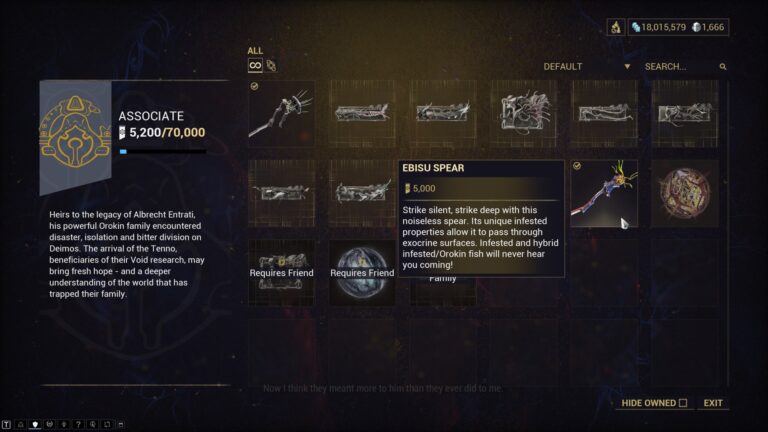 18,015,579 1,666
ALL
DEFAULT
SEARCH...
ASSOCIATE
5,200/70,000
EBISU SPEAR
5,000
Strike silent, strike deep with this
noiseless spear. Its unique infested
properties allow it to pass through
exocrine surfaces. Infested and hybrid
infested/Orokin fish will never hear
you coming!
Heirs to the legacy of Albrecht Entrati,
his powerful Orokin family encountered
disaster, isolation and bitter division on
Deimos. The arrival of the Tenno,
beneficiaries of their Void research, may
bring fresh hope - and a deeper
understanding of the world that has
trapped their family.
Requires Friend
Requires Friend
Family
Now I think they meant more to him than they ever did to me.
HIDE OWNED
EXIT
T
?